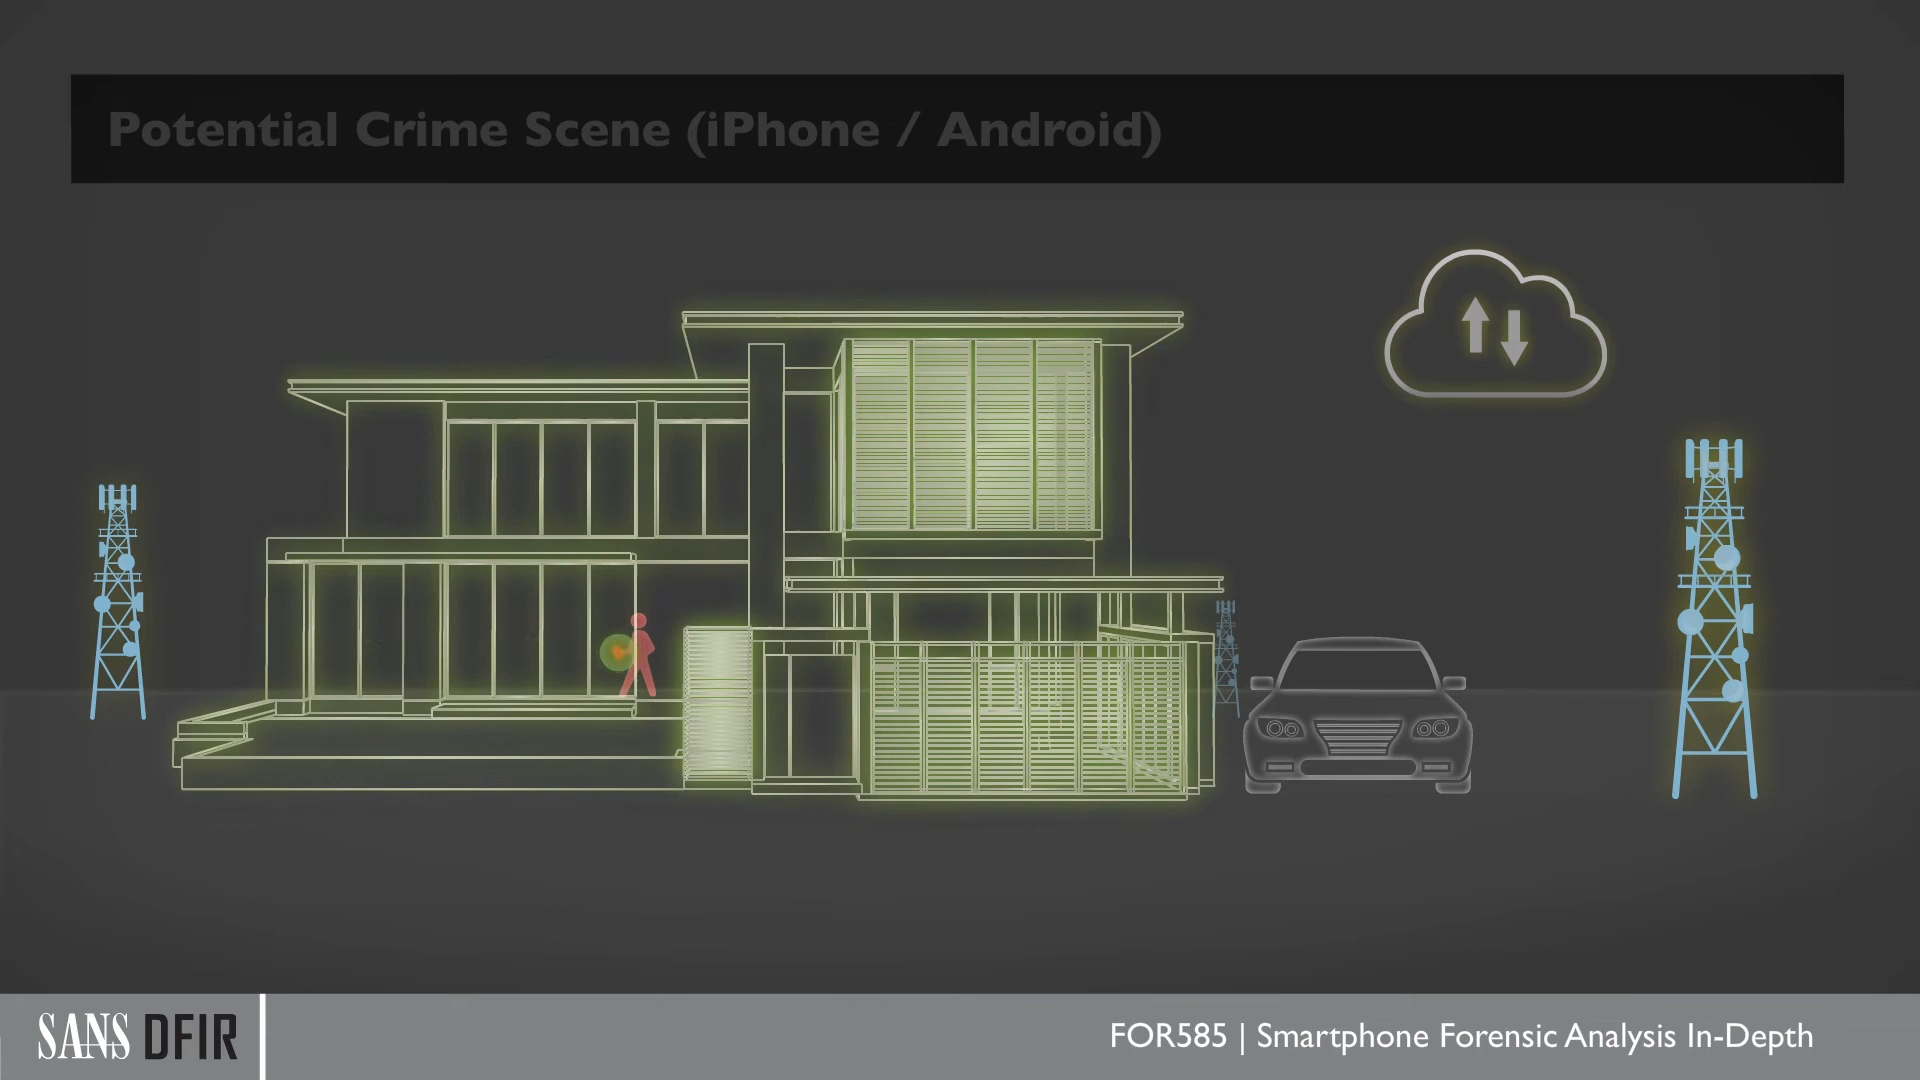 Potential Crime Scene (iPhone / Android)
SANS DFIR
FOR585 | Smartphone Forensic Analysis In-Depth